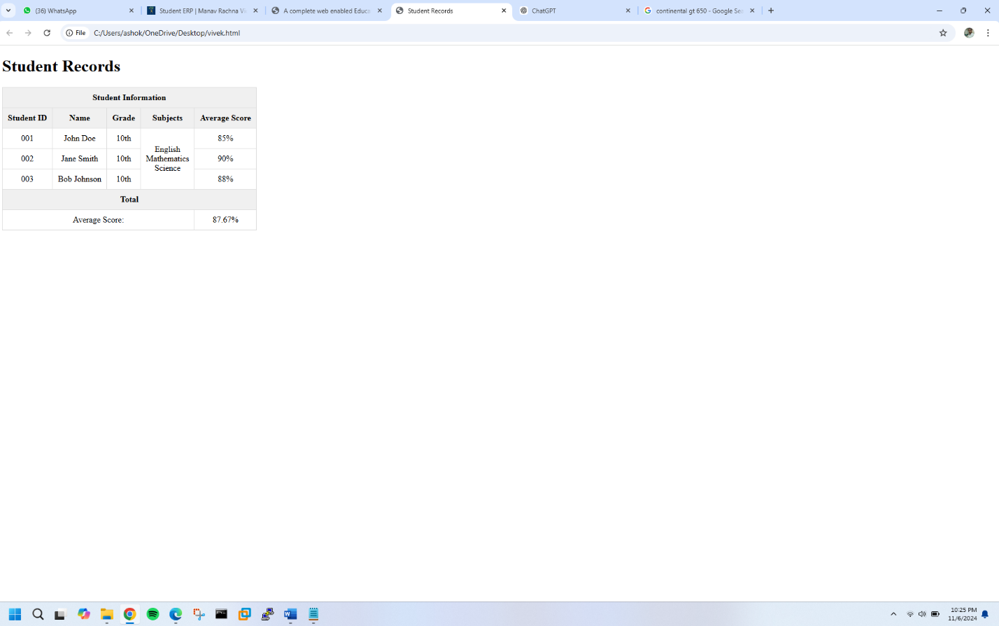 (36) WhatsApp
Student ERP | Manav Rachna Vi
A complete web enabled Educa
Student Records
ChatGPT
continental gt 650 - Google Sea
File C:/Users/ashok/OneDrive/Desktop/vivek.html
Student Records
Student Information
Student ID Name Grade Subjects Average Score
001 John Doe 10th 85%
English
002 Jane Smith 10th Mathematics 90%
Science
003 Bob Johnson 10th 88%
Total
Average Score: 87.67%
10:25 PM
11/6/2024